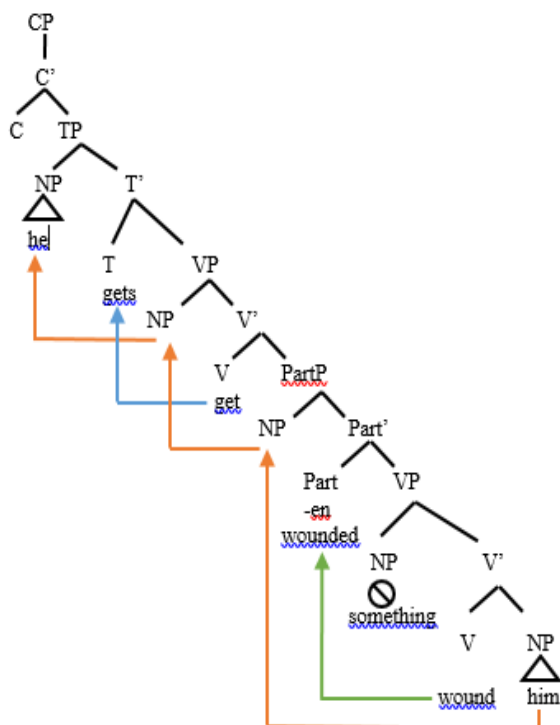 CP
C’
C TP
NP T’
he
T VP
gets
NP V’
V PartP
get
NP Part’
Part VP
-en
wounded
NP V’
something
V NP
wound him